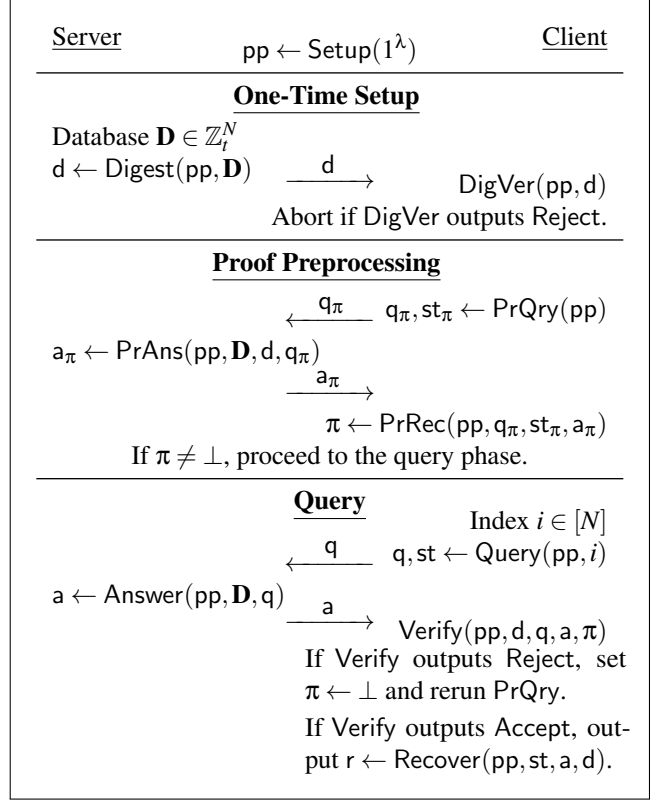 Server Client
pp ← Setup(1^λ)
One-Time Setup
Database D ∈ ℤ_t^N
d ← Digest(pp, D) d DigVer(pp, d)
Abort if DigVer outputs Reject.
Proof Preprocessing
q_π q_π, st_π ← PrQry(pp)
a_π ← PrAns(pp, D, d, q_π)
a_π
π ← PrRec(pp, q_π, st_π, a_π)
If π ≠ ⊥, proceed to the query phase.
Query
Index i ∈ [N]
q q, st ← Query(pp, i)
a ← Answer(pp, D, q) a
Verify(pp, d, q, a, π)
If Verify outputs Reject, set
π ← ⊥ and rerun PrQry.
If Verify outputs Accept, out-
put r ← Recover(pp, st, a, d).